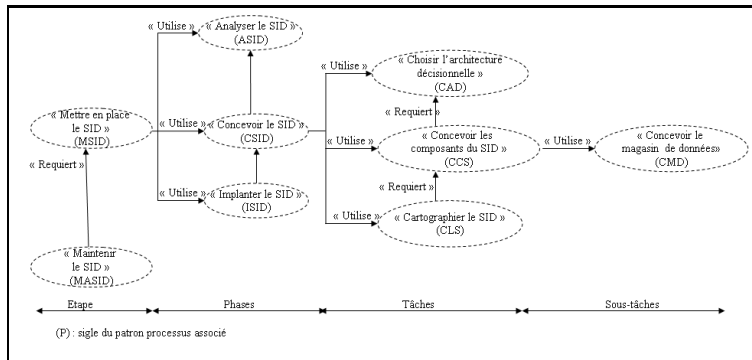 « Utilise »
« Analyser le SID »
(ASID)
« Utilise »
« Choisir l'architecture
décisionnelle »
(CAD)
« Requiert »
« Mettre en place
le SID »
(MSID)
« Utilise »
« Concevoir le SID »
(CSID)
« Utilise »
« Concevoir les
composants du SID »
(CCS)
« Utilise »
« Concevoir le
magasin de données»
(CMD)
« Requiert »
« Requiert »
« Utilise »
« Implanter le SID »
(ISID)
« Utilise »
« Cartographier le SID »
(CLS)
« Maintenir
le SID »
(MASID)
Etape
Phases
Tâches
Sous-tâches
(P) : sigle du patron processus associé